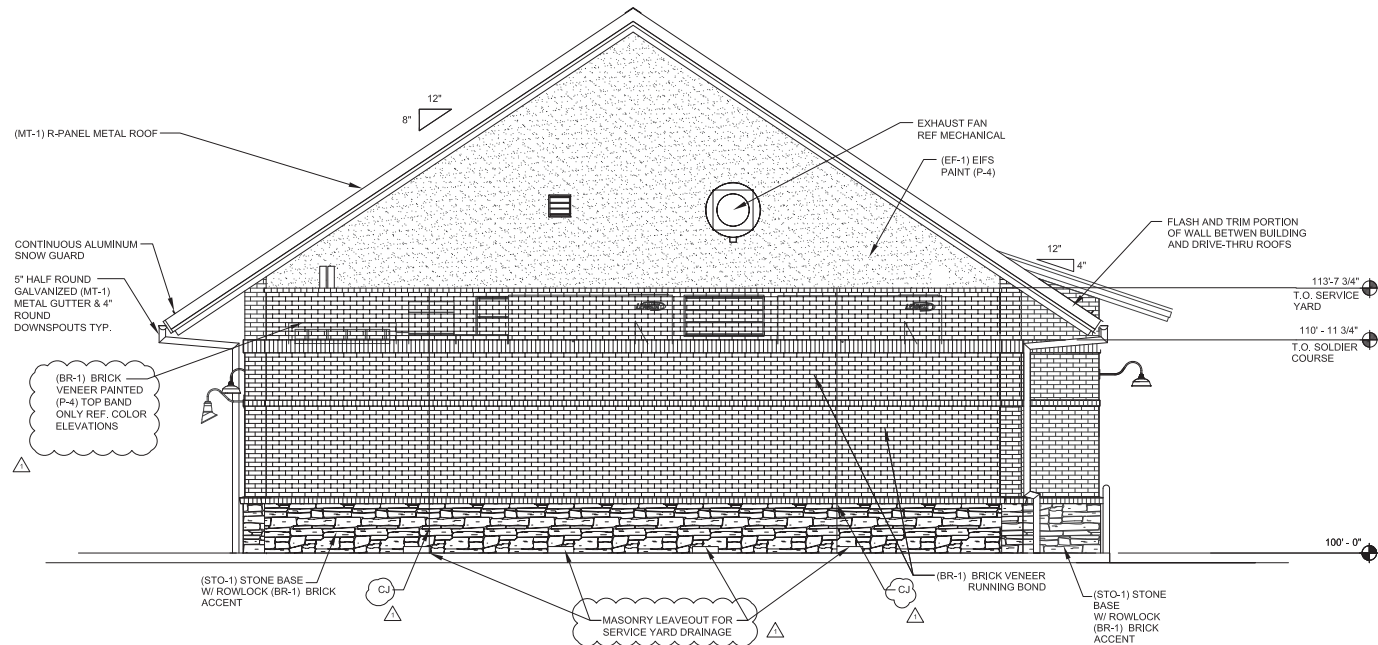 12"
8"
(MT-1) R-PANEL METAL ROOF
EXHAUST FAN
REF MECHANICAL
(EF-1) EIFS
PAINT (P-4)
FLASH AND TRIM PORTION
OF WALL BETWEN BUILDING
AND DRIVE-THRU ROOFS
CONTINUOUS ALUMINUM
SNOW GUARD
12"
4"
5" HALF ROUND
GALVANIZED (MT-1)
METAL GUTTER & 4"
ROUND
DOWNSPOUTS TYP.
113'-7 3/4"
T.O. SERVICE
YARD
110' - 11 3/4"
T.O. SOLDIER
COURSE
(BR-1) BRICK
VENEER PAINTED
(P-4) TOP BAND
ONLY REF. COLOR
ELEVATIONS
1
100' - 0"
(STO-1) STONE BASE
W/ ROWLOCK (BR-1) BRICK
ACCENT
CJ
1
MASONRY LEAVEOUT FOR
SERVICE YARD DRAINAGE
1
CJ
1
(BR-1) BRICK VENEER
RUNNING BOND
(STO-1) STONE
BASE
W/ ROWLOCK
(BR-1) BRICK
ACCENT